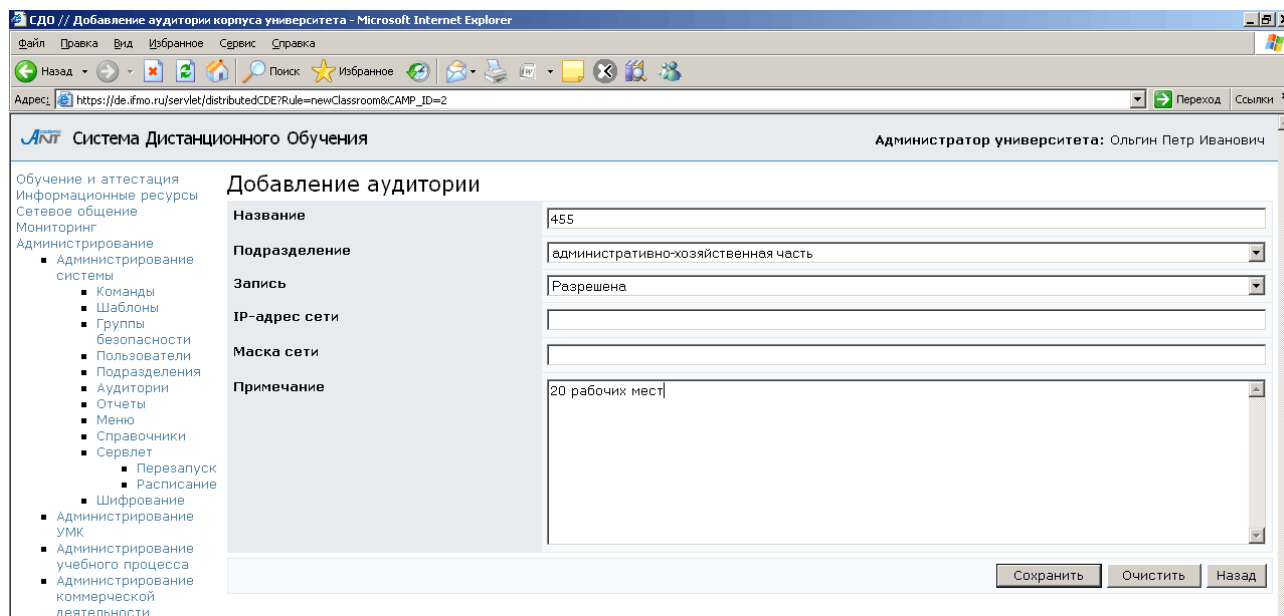 СДО // Добавление аудитории корпуса университета - Microsoft Internet Explorer
Файл Правка Вид Избранное Сервис Справка
Назад Поиск Избранное
Адрес: https://de.ifmo.ru/servlet/distributedCDE?Rule=newClassroom&CAMP_ID=2 Переход Ссылки
Academic ANT Система Дистанционного Обучения Администратор университета: Ольгин Петр Иванович
Обучение и аттестация
Информационные ресурсы
Сетевое общение
Мониторинг
Администрирование
Администрирование
системы
Команды
Шаблоны
Группы
безопасности
Пользователи
Подразделения
Аудитории
Отчеты
Меню
Справочники
Сервлет
Перезапуск
Расписание
Шифрование
Администрирование
УМК
Администрирование
учебного процесса
Администрирование
коммерческой
деятельности
Добавление аудитории
Название 455
Подразделение административно-хозяйственная часть
Запись Разрешена
IP-адрес сети
Маска сети
Примечание 20 рабочих мест
Сохранить Очистить Назад